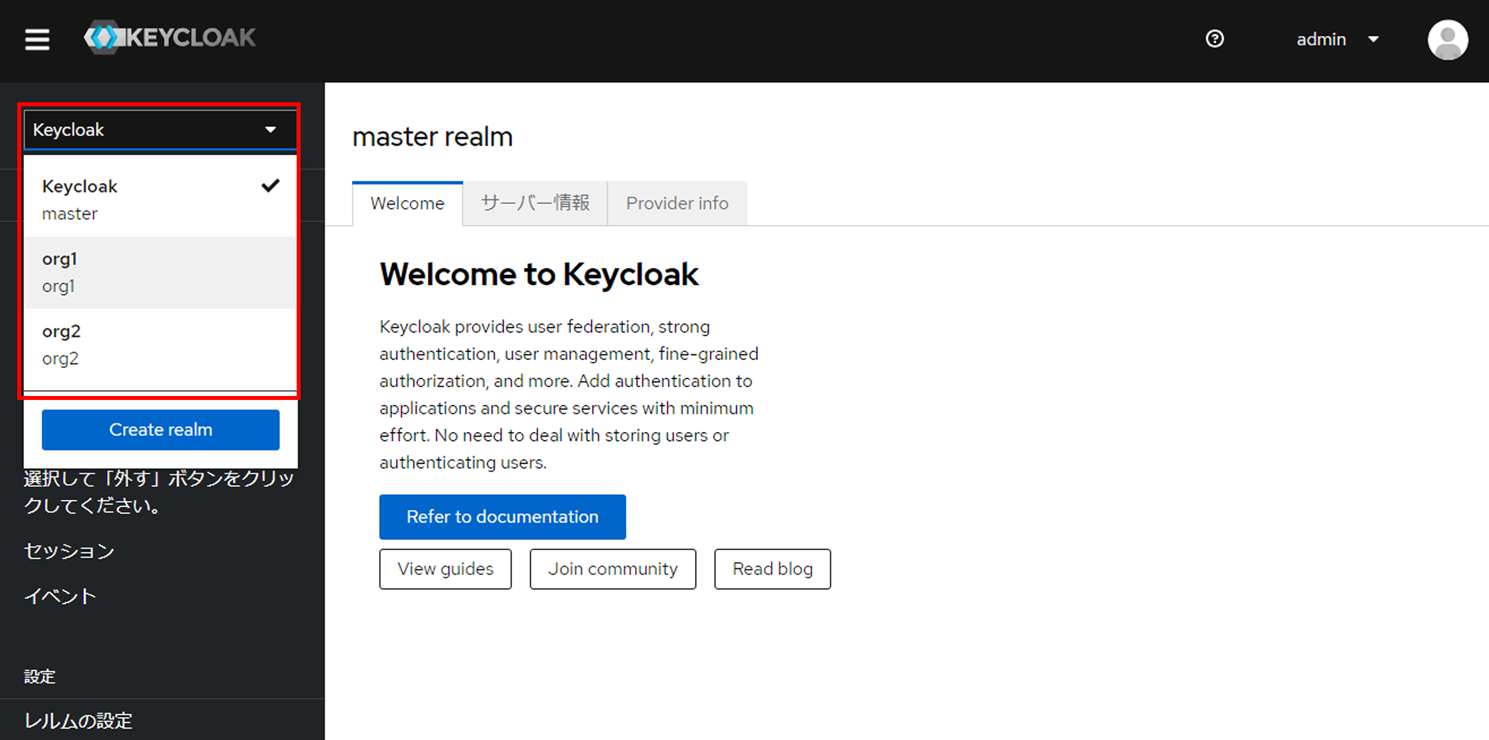 KEYCLOAK
admin
Keycloak
Keycloak
master
org1
org1
org2
org2
Create realm
選択して「外す」ボタンをクリッ
クしてください。
セッション
イベント
設定
レルムの設定
master realm
Welcome
サーバー情報
Provider info
Welcome to Keycloak
Keycloak provides user federation, strong
authentication, user management, fine-grained
authorization, and more. Add authentication to
applications and secure services with minimum
effort. No need to deal with storing users or
authenticating users.
Refer to documentation
View guides
Join community
Read blog